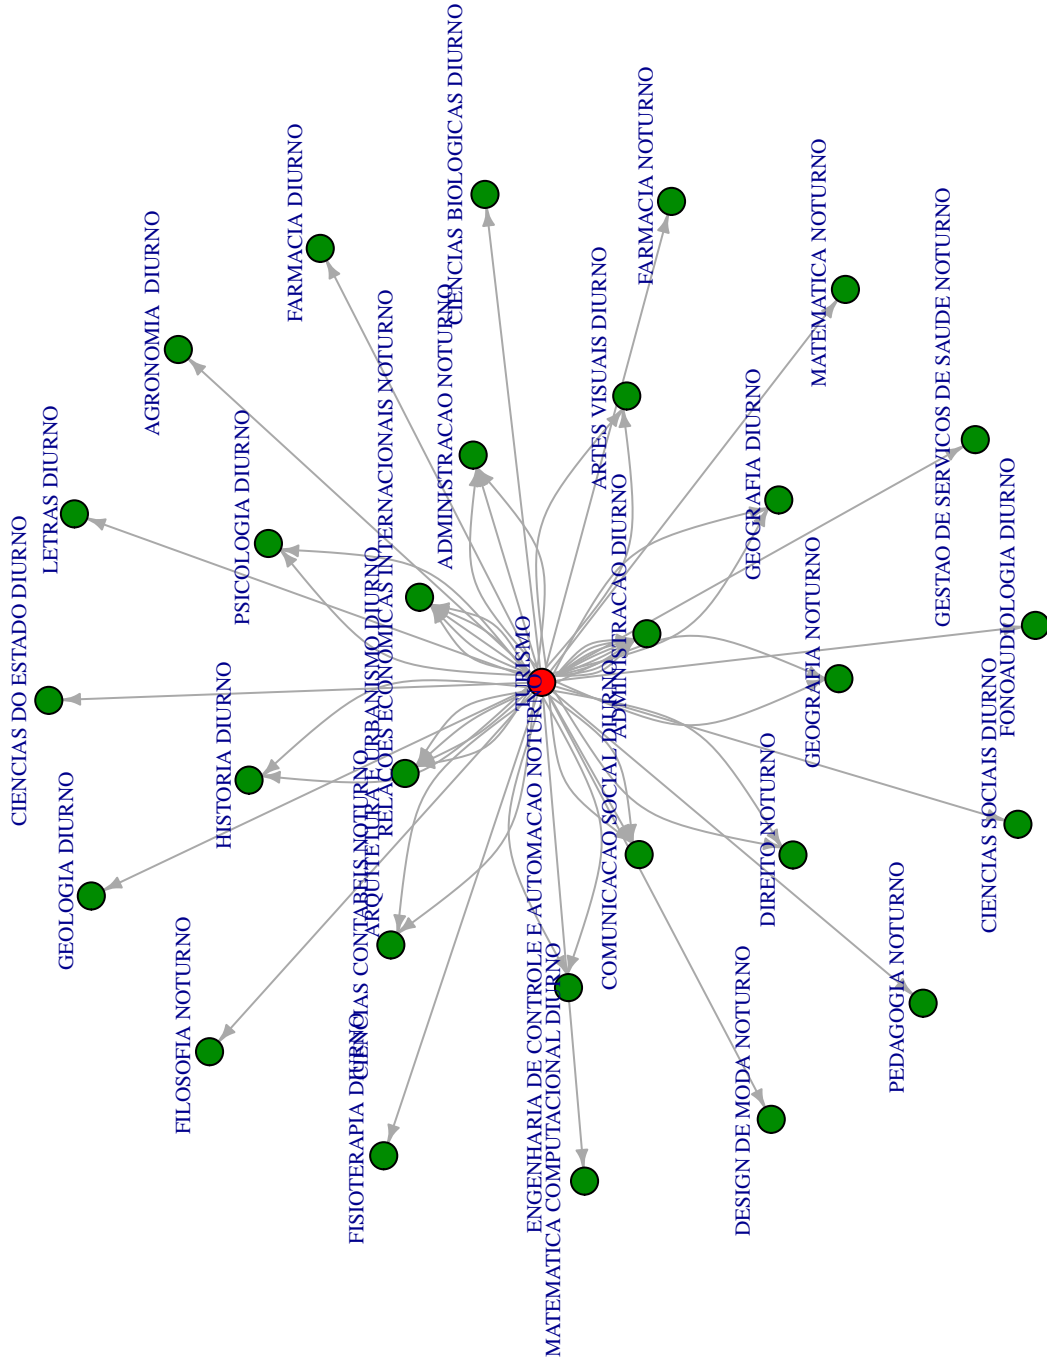 CIENCIAS DO ESTADO DIURNO
LETRAS DIURNO
GEOLOGIA DIURNO
AGRONOMIA  DIURNO
FILOSOFIA NOTURNO
HISTORIA DIURNO
PSICOLOGIA DIURNO
FARMACIA DIURNO
FISIOTERAPIA DIURNO
CIENCIAS CONTABEIS NOTURNO
ARQUITETURA E URBANISMO DIURNO
RELACOES ECONOMICAS INTERNACIONAIS NOTURNO
ADMINISTRACAO NOTURNO
CIENCIAS BIOLOGICAS DIURNO
TURISMO
ENGENHARIA DE CONTROLE E AUTOMACAO NOTURNO
MATEMATICA COMPUTACIONAL DIURNO
ARTES VISUAIS DIURNO
COMUNICACAO SOCIAL DIURNO
ADMINISTRACAO DIURNO
FARMACIA NOTURNO
DESIGN DE MODA NOTURNO
GEOGRAFIA DIURNO
DIREITO NOTURNO
GEOGRAFIA NOTURNO
MATEMATICA NOTURNO
PEDAGOGIA NOTURNO
GESTAO DE SERVICOS DE SAUDE NOTURNO
CIENCIAS SOCIAIS DIURNO
FONOAUDIOLOGIA DIURNO